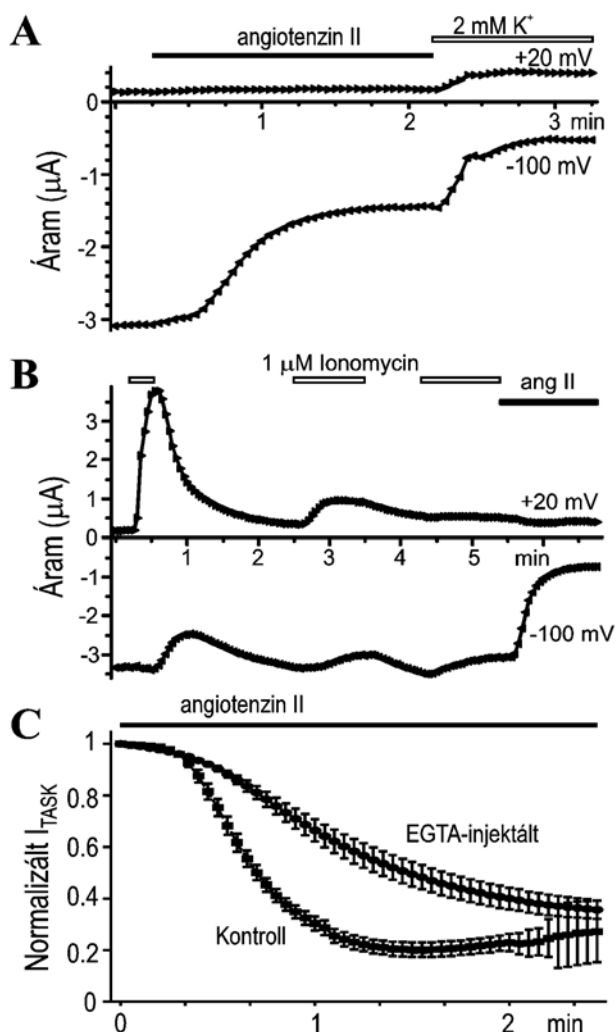 A
angiotenzin II
2 mM K⁺
+20 mV
0
1 2 3 min
-100 mV
-1
-2
-3
Áram (µA)
B
1 µM Ionomycin
ang II
3
2
1
0
+20 mV
1 2 3 4 5 min
-1
-2
-3
-100 mV
Áram (µA)
C
angiotenzin II
1
0.8
0.6
0.4
0.2
0
Normalizált I_TASK
EGTA-injektált
Kontroll
0 1 2 min